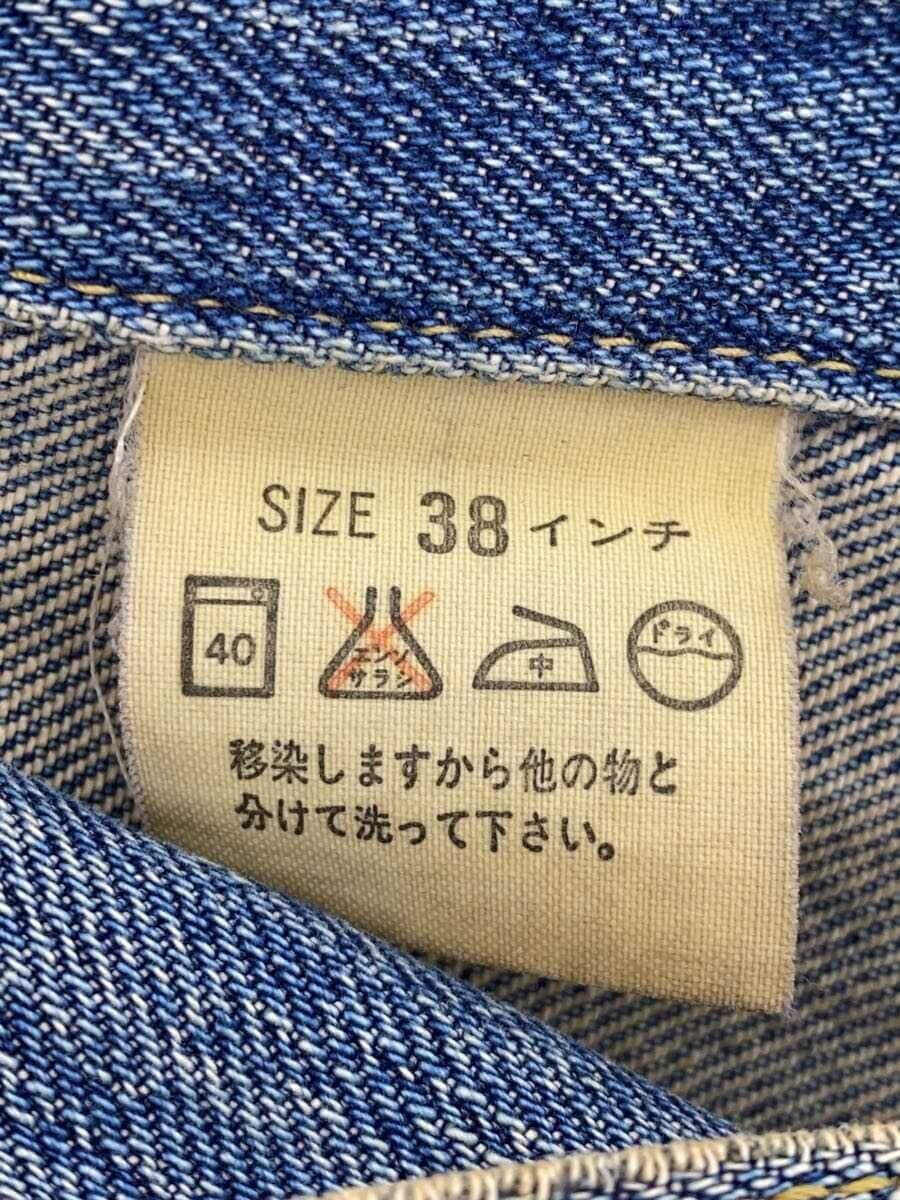 SIZE 38 インチ
40 エンソ サラシ 中 ドライ
移染しますから他の物と
分けて洗って下さい。